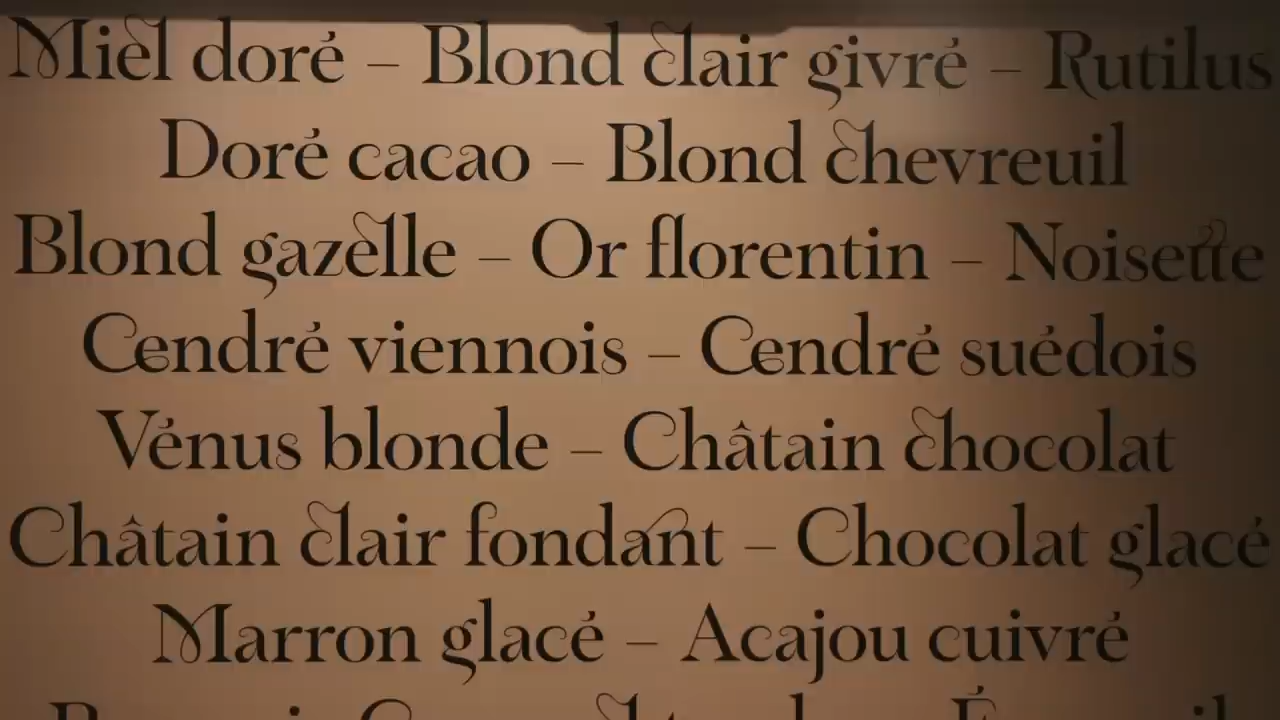 Miel doré – Blond clair givré – Rutilus
Doré cacao – Blond chevreuil
Blond gazelle – Or florentin – Noisette
Cendré viennois – Cendré suédois
Vénus blonde – Châtain chocolat
Châtain clair fondant – Chocolat glacé
Marron glacé – Acajou cuivré